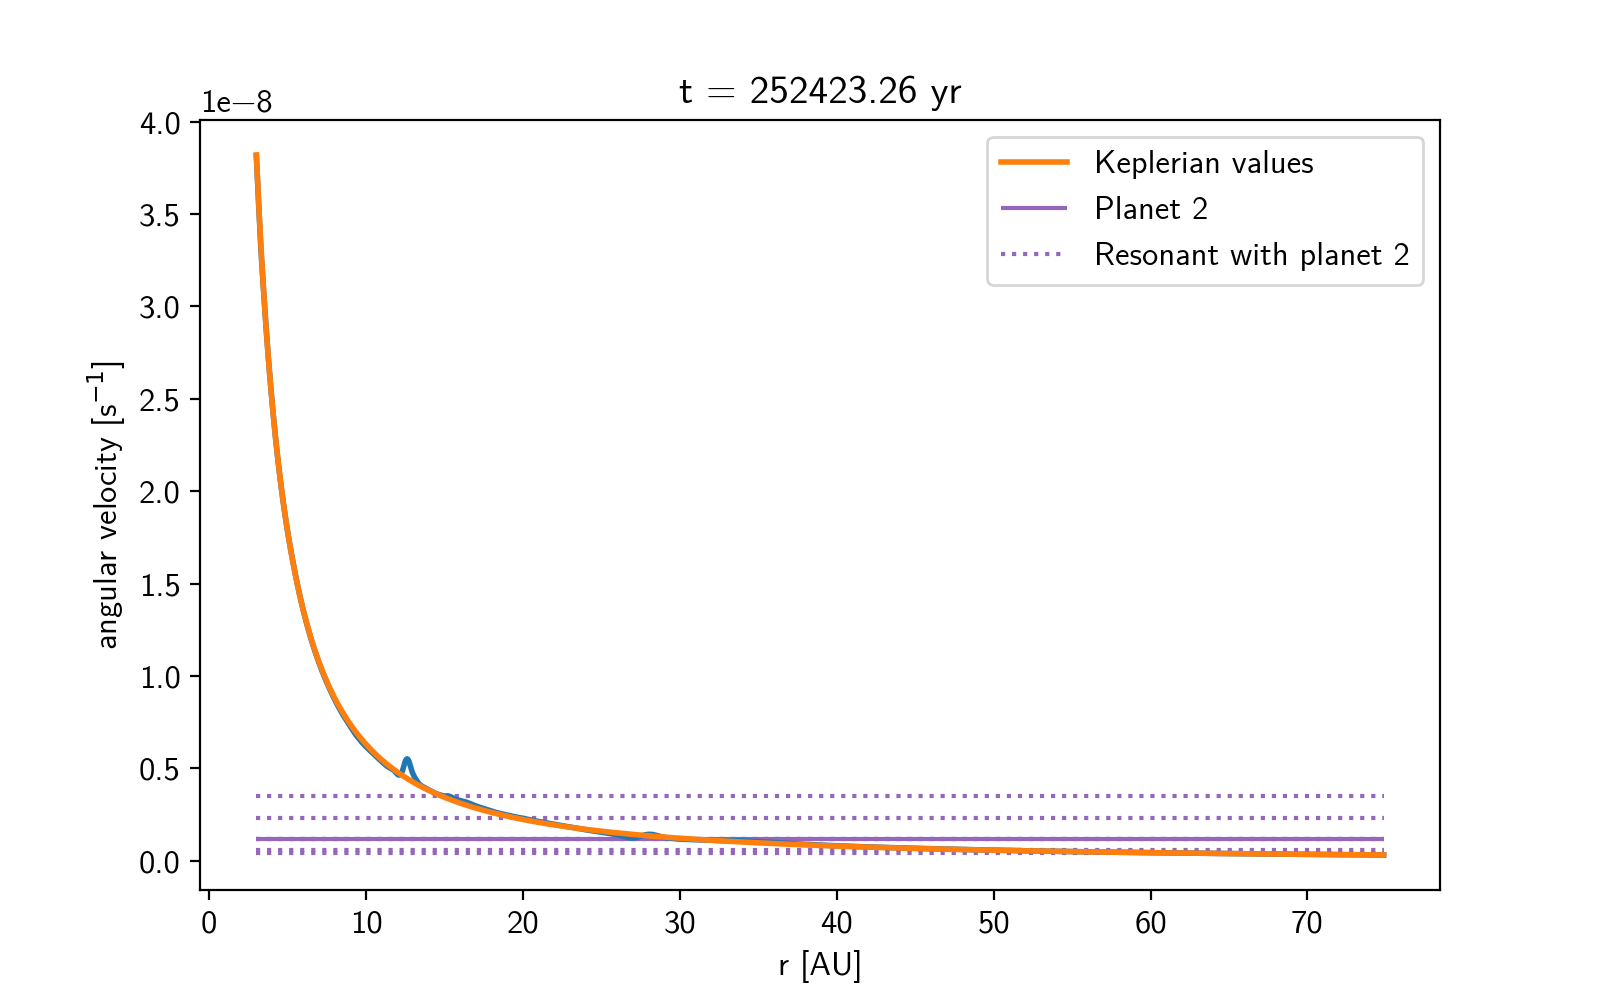 t = 252423.26 yr
1e−8
4.0
3.5
3.0
2.5
2.0
1.5
1.0
0.5
0.0
angular velocity [s⁻¹]
Keplerian values
Planet 2
Resonant with planet 2
0 10 20 30 40 50 60 70
r [AU]